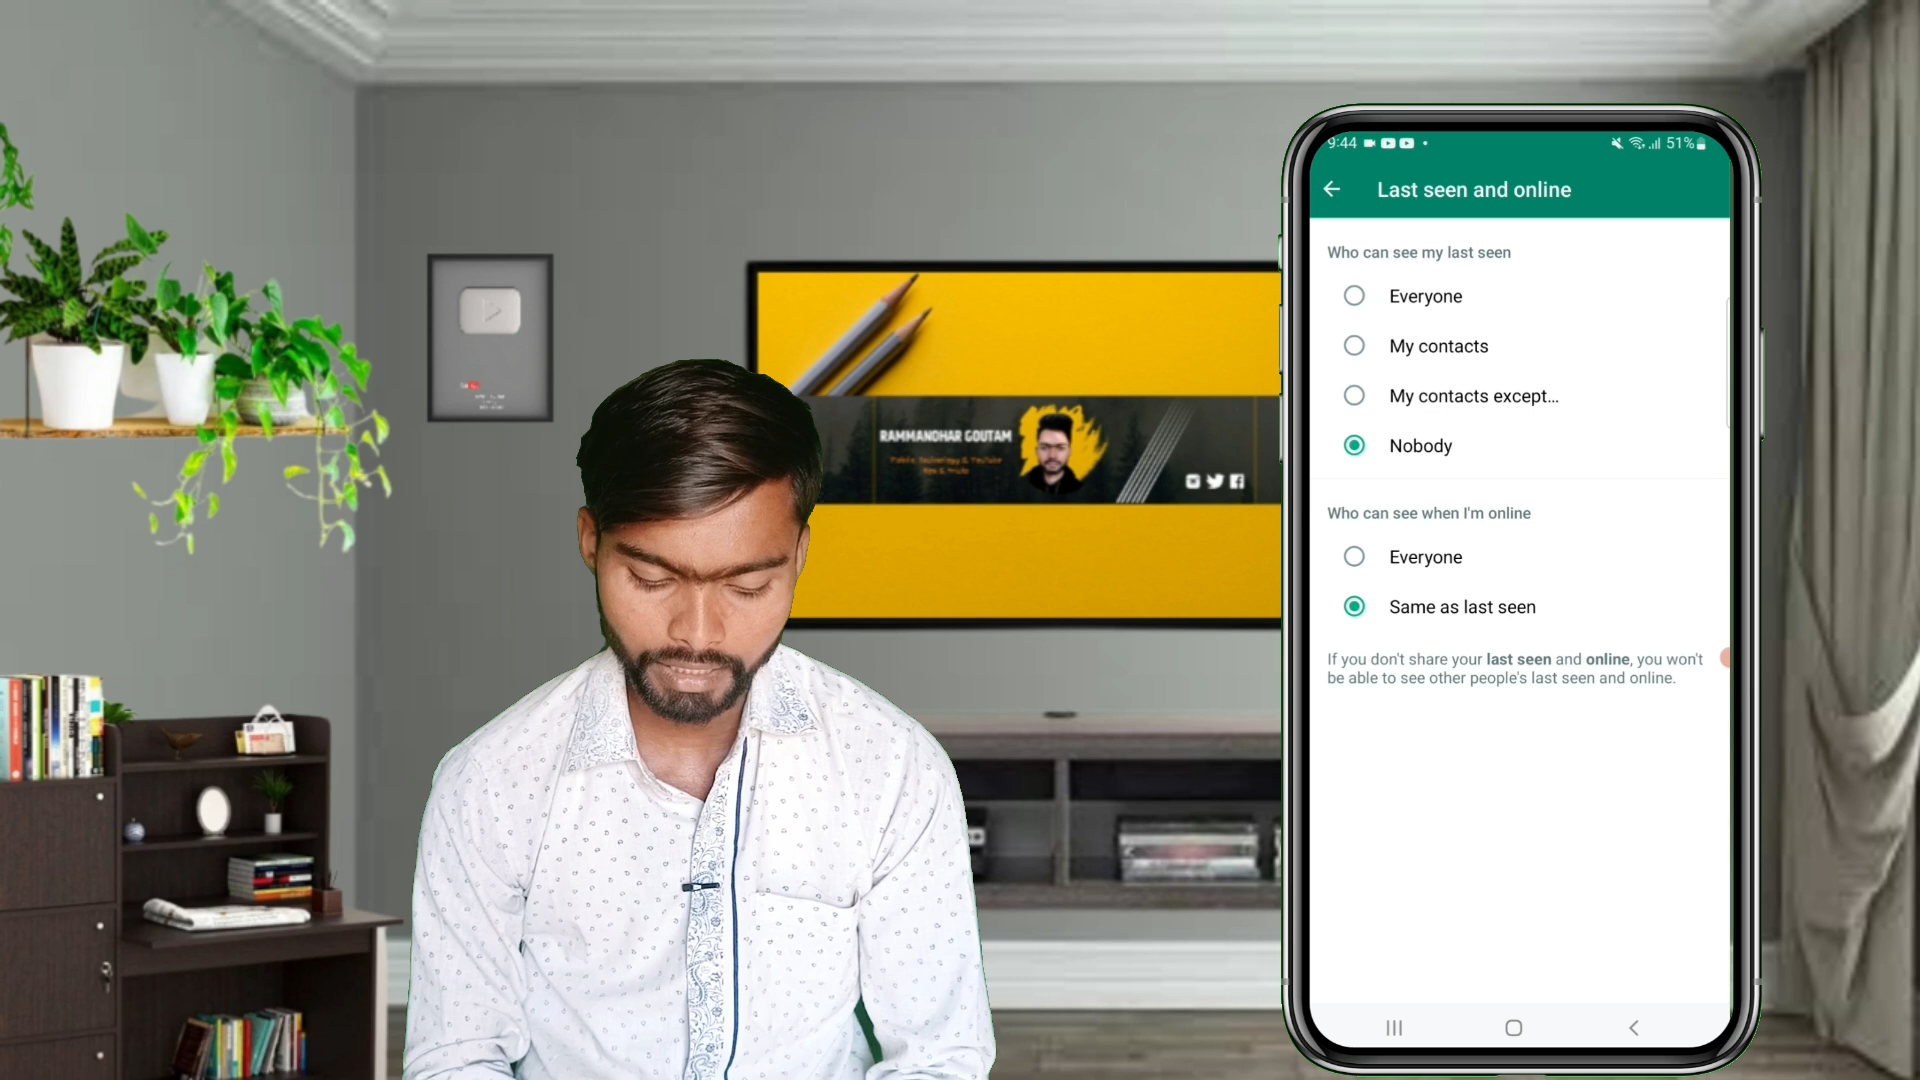 RAMMANOHAR GOUTAM
9:44
51%
Last seen and online
Who can see my last seen
Everyone
My contacts
My contacts except...
Nobody
Who can see when I'm online
Everyone
Same as last seen
If you don't share your last seen and online, you won't
be able to see other people's last seen and online.